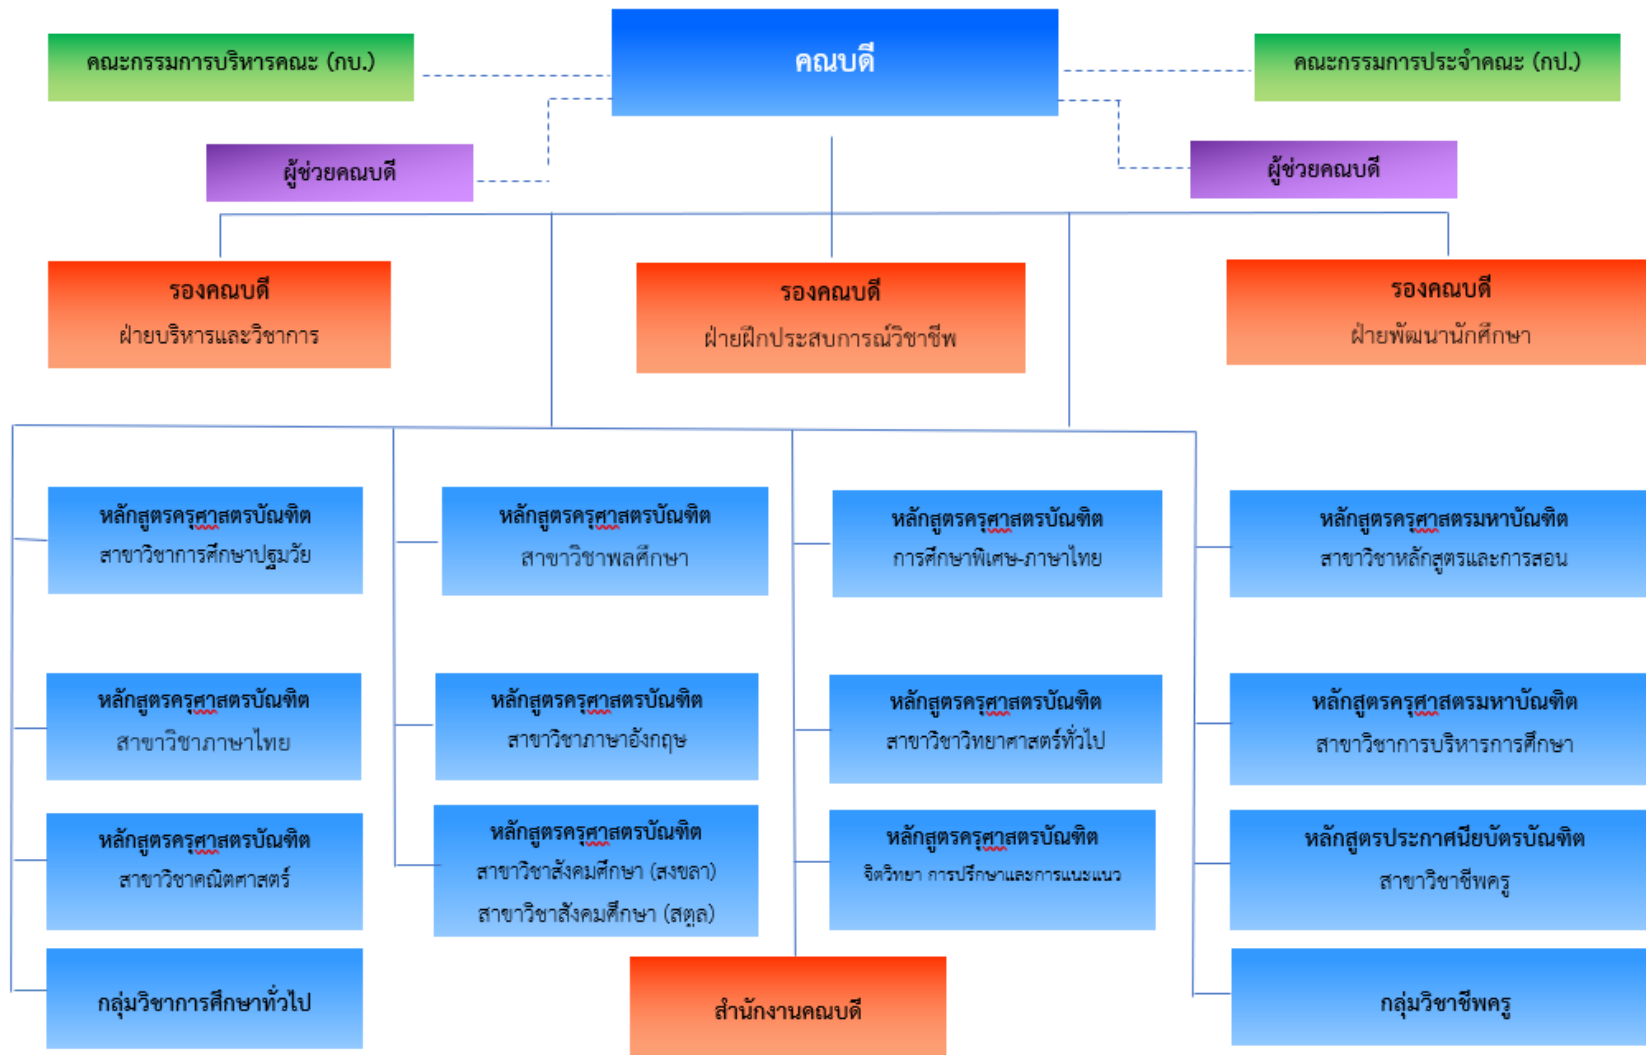 คณะกรรมการบริหารคณะ (กบ.)
คณบดี
คณะกรรมการประจำคณะ (กป.)
ผู้ช่วยคณบดี
ผู้ช่วยคณบดี
รองคณบดี
ฝ่ายบริหารและวิชาการ
รองคณบดี
ฝ่ายฝึกประสบการณ์วิชาชีพ
รองคณบดี
ฝ่ายพัฒนานักศึกษา
หลักสูตรครุศาสตรบัณฑิต
สาขาวิชาการศึกษาปฐมวัย
หลักสูตรครุศาสตรบัณฑิต
สาขาวิชาพลศึกษา
หลักสูตรครุศาสตรบัณฑิต
การศึกษาพิเศษ-ภาษาไทย
หลักสูตรครุศาสตรมหาบัณฑิต
สาขาวิชาหลักสูตรและการสอน
หลักสูตรครุศาสตรบัณฑิต
สาขาวิชาภาษาไทย
หลักสูตรครุศาสตรบัณฑิต
สาขาวิชาภาษาอังกฤษ
หลักสูตรครุศาสตรบัณฑิต
สาขาวิชาวิทยาศาสตร์ทั่วไป
หลักสูตรครุศาสตรมหาบัณฑิต
สาขาวิชาการบริหารการศึกษา
หลักสูตรครุศาสตรบัณฑิต
สาขาวิชาคณิตศาสตร์
หลักสูตรครุศาสตรบัณฑิต
สาขาวิชาสังคมศึกษา (สงขลา)
สาขาวิชาสังคมศึกษา (สตูล)
หลักสูตรครุศาสตรบัณฑิต
จิตวิทยา การปรึกษาและการแนะแนว
หลักสูตรประกาศนียบัตรบัณฑิต
สาขาวิชาชีพครู
กลุ่มวิชาการศึกษาทั่วไป
สำนักงานคณบดี
กลุ่มวิชาชีพครู